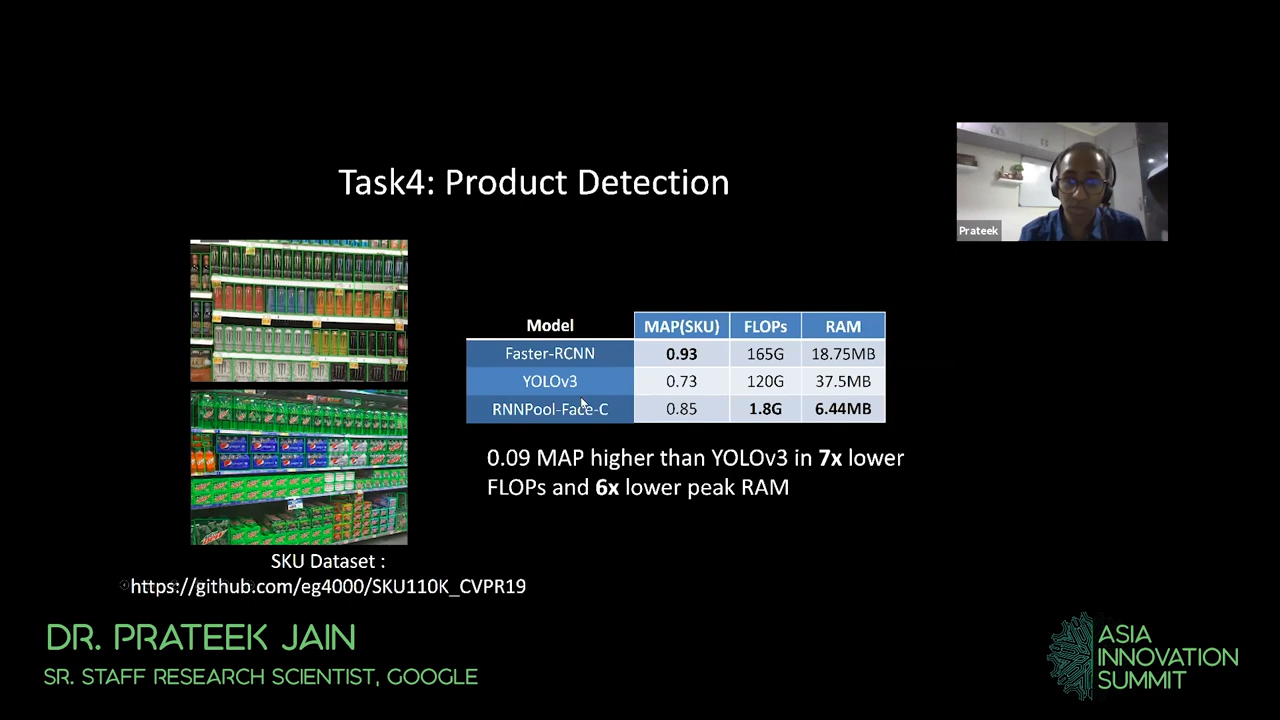 Task4: Product Detection
Prateek
Model MAP(SKU) FLOPs RAM
Faster-RCNN 0.93 165G 18.75MB
YOLOv3 0.73 120G 37.5MB
RNNPool-Face-C 0.85 1.8G 6.44MB
0.09 MAP higher than YOLOv3 in 7x lower
FLOPs and 6x lower peak RAM
SKU Dataset :
https://github.com/eg4000/SKU110K_CVPR19
DR. PRATEEK JAIN
SR. STAFF RESEARCH SCIENTIST, GOOGLE
ASIA
INNOVATION
SUMMIT